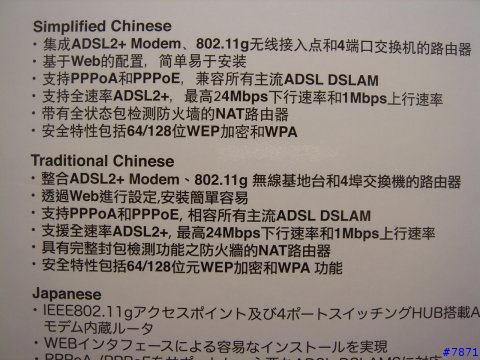 Simplified Chinese
· 集成ADSL2+ Modem、802.11g无线接入点和4端口交换机的路由器
· 基于Web的配置，简单易于安装
· 支持PPPoA和PPPoE，兼容所有主流ADSL DSLAM
· 支持全速率ADSL2+，最高24Mbps下行速率和1Mbps上行速率
· 带有全状态包检测防火墙的NAT路由器
· 安全特性包括64/128位WEP加密和WPA
Traditional Chinese
· 整合ADSL2+ Modem、802.11g 無線基地台和4埠交換機的路由器
· 透過Web進行設定,安裝簡單容易
· 支持PPPoA和PPPoE, 相容所有主流ADSL DSLAM
· 支援全速率ADSL2+, 最高24Mbps下行速率和1Mbps上行速率
· 具有完整封包檢測功能之防火牆的NAT路由器
· 安全特性包括64/128位元WEP加密和WPA 功能
Japanese
· IEEE802.11gアクセスポイント及び4ポートスイッチングHUB搭載A
モデム内蔵ルータ
· WEBインタフェースによる容易なインストールを実現
#7871